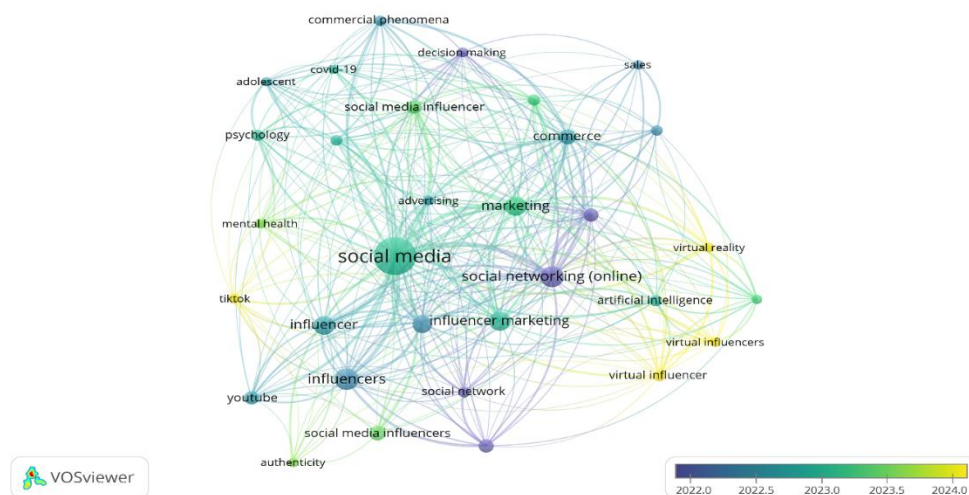 commercial phenomena
decision making
sales
covid-19
adolescent
social media influencer
commerce
psychology
advertising
marketing
mental health
virtual reality
social media
social networking (online)
tiktok
artificial intelligence
influencer
influencer marketing
virtual influencers
influencers
virtual influencer
youtube
social network
social media influencers
authenticity
VOSviewer
2022.0 2022.5 2023.0 2023.5 2024.0